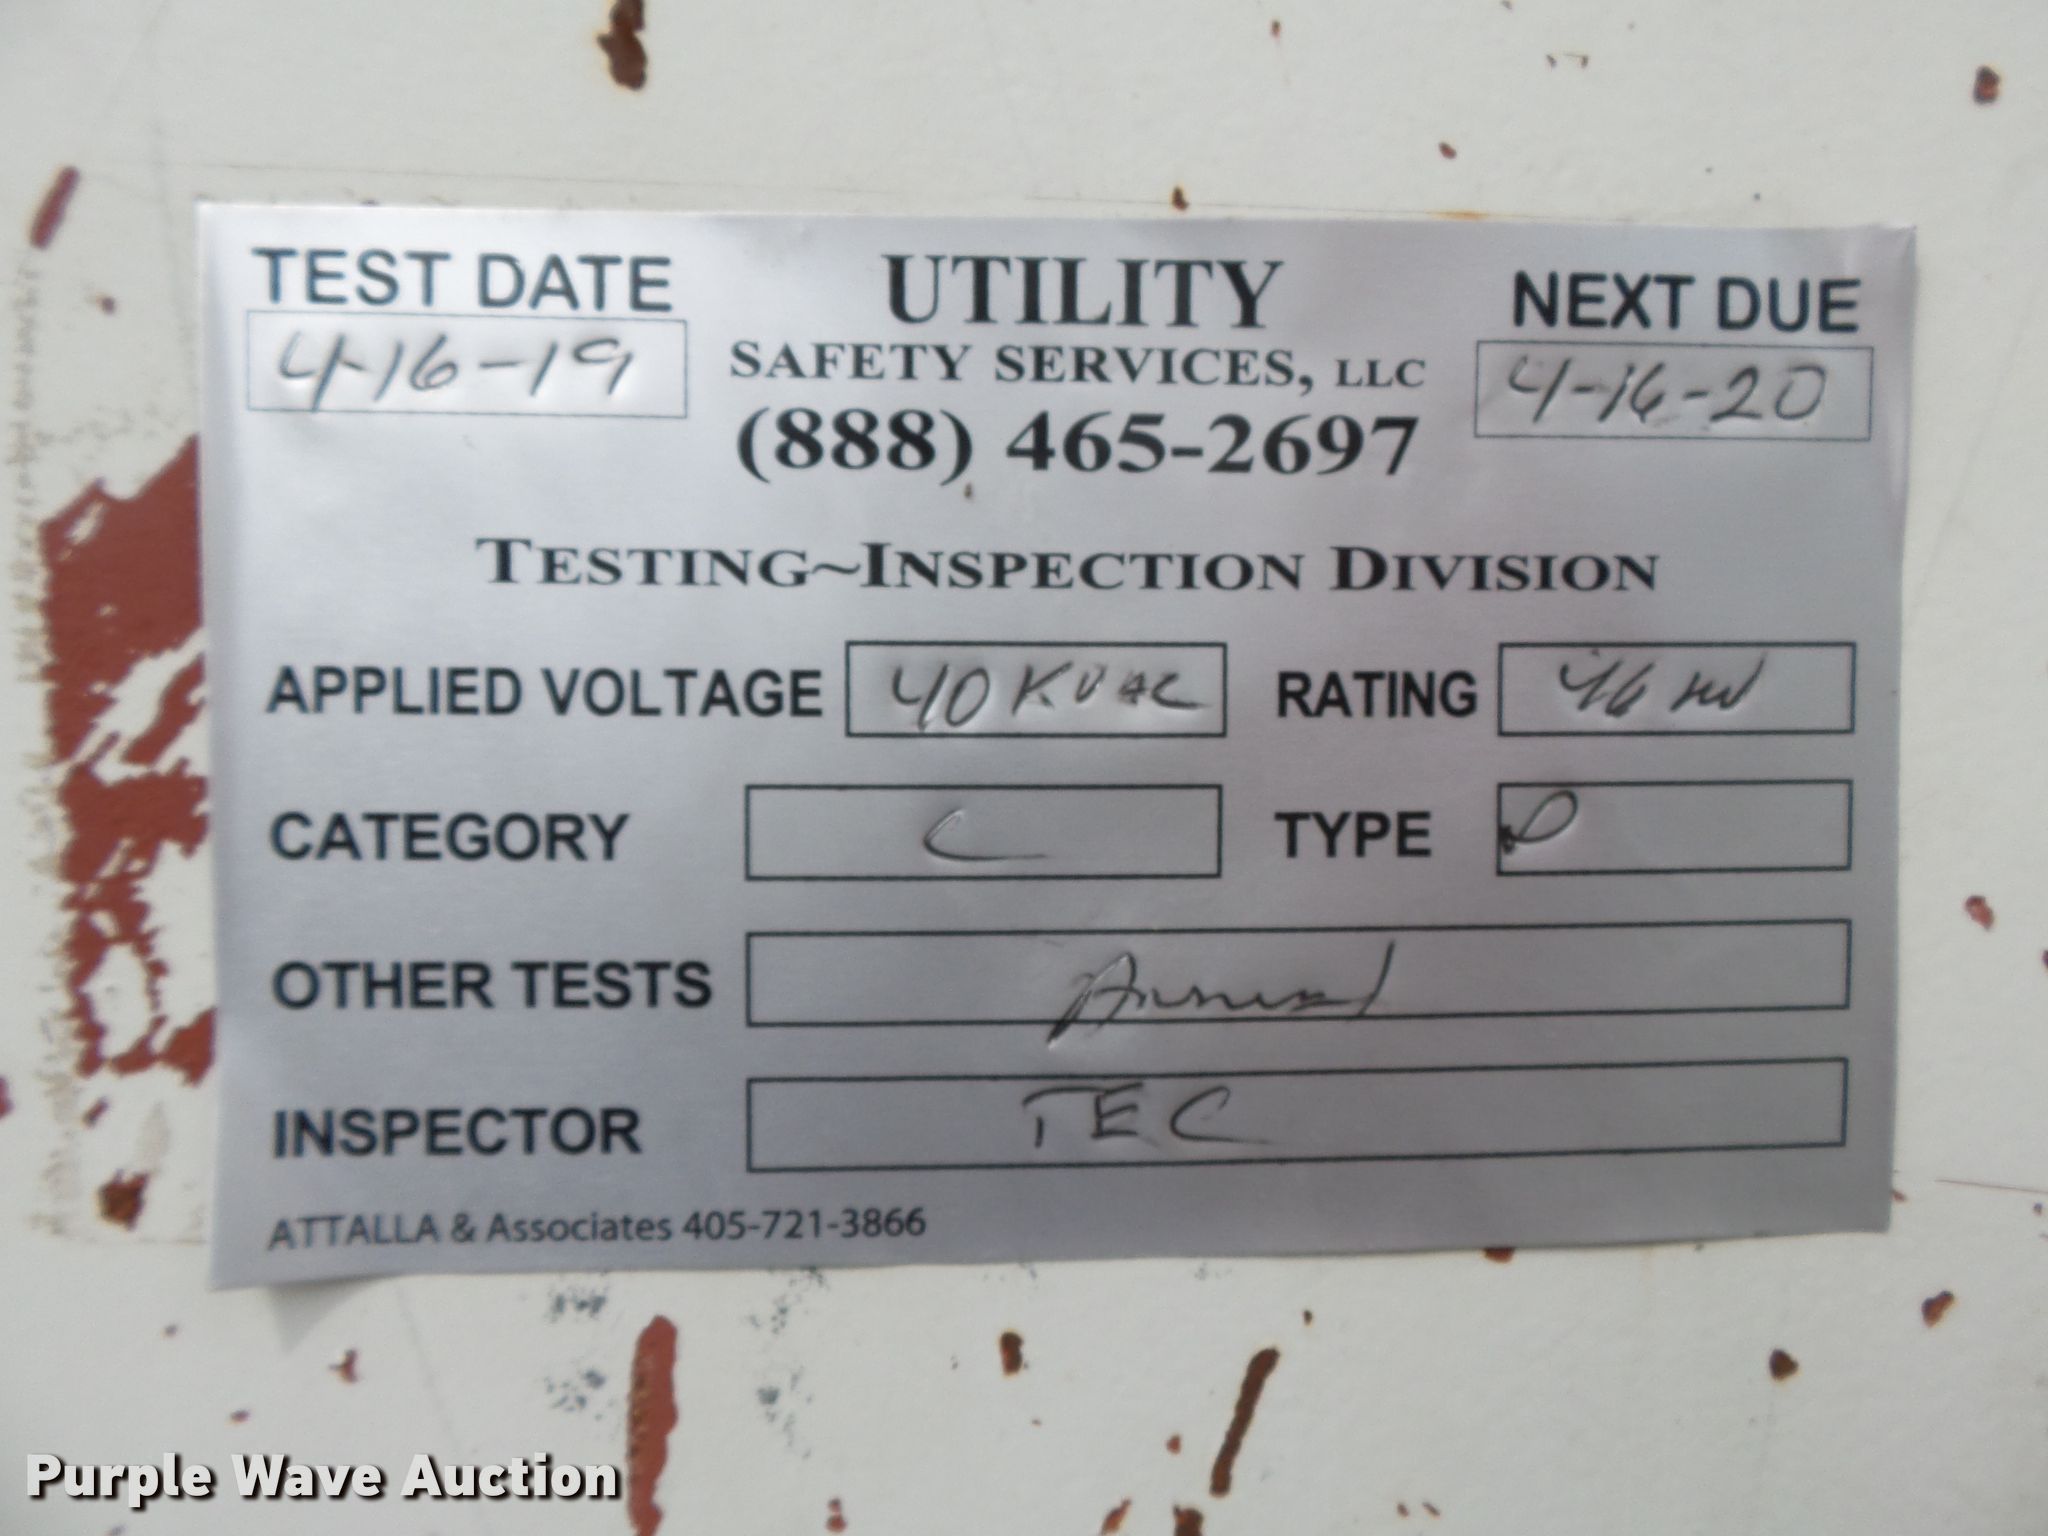 TEST DATE
4-16-19
UTILITY
SAFETY SERVICES, LLC
(888) 465-2697
NEXT DUE
4-16-20
TESTING~INSPECTION DIVISION
APPLIED VOLTAGE 40 KVAC RATING 46
CATEGORY C TYPE
OTHER TESTS Annual
INSPECTOR TEC
ATTALLA & Associates 405-721-3866
Purple Wave Auction